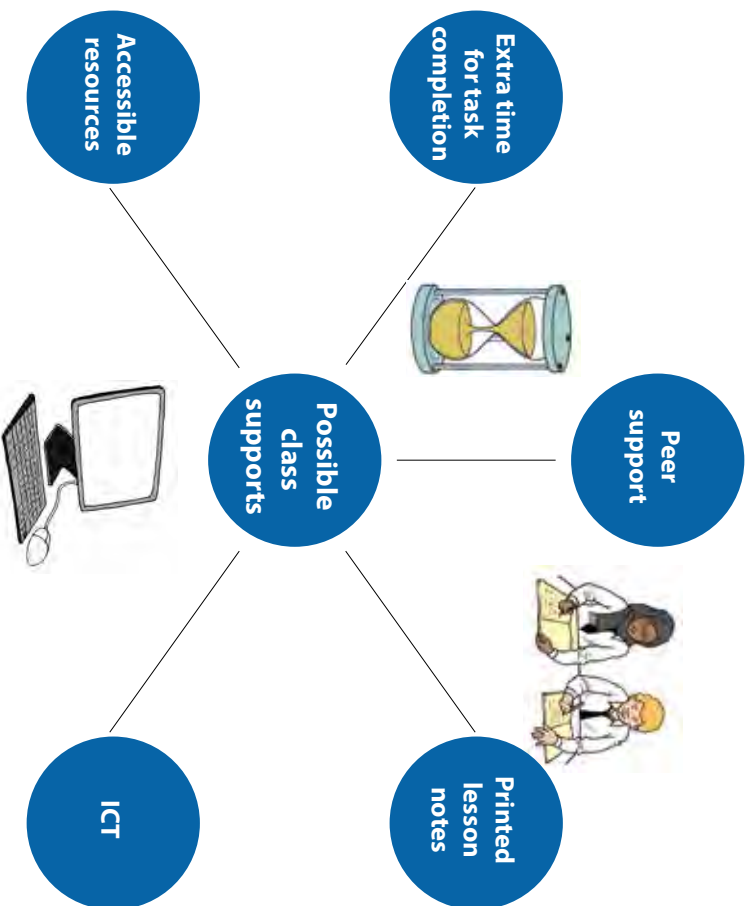 Peer
support
Extra time
for task
completion
Printed
lesson
notes
Possible
class
supports
Accessible
resources
ICT